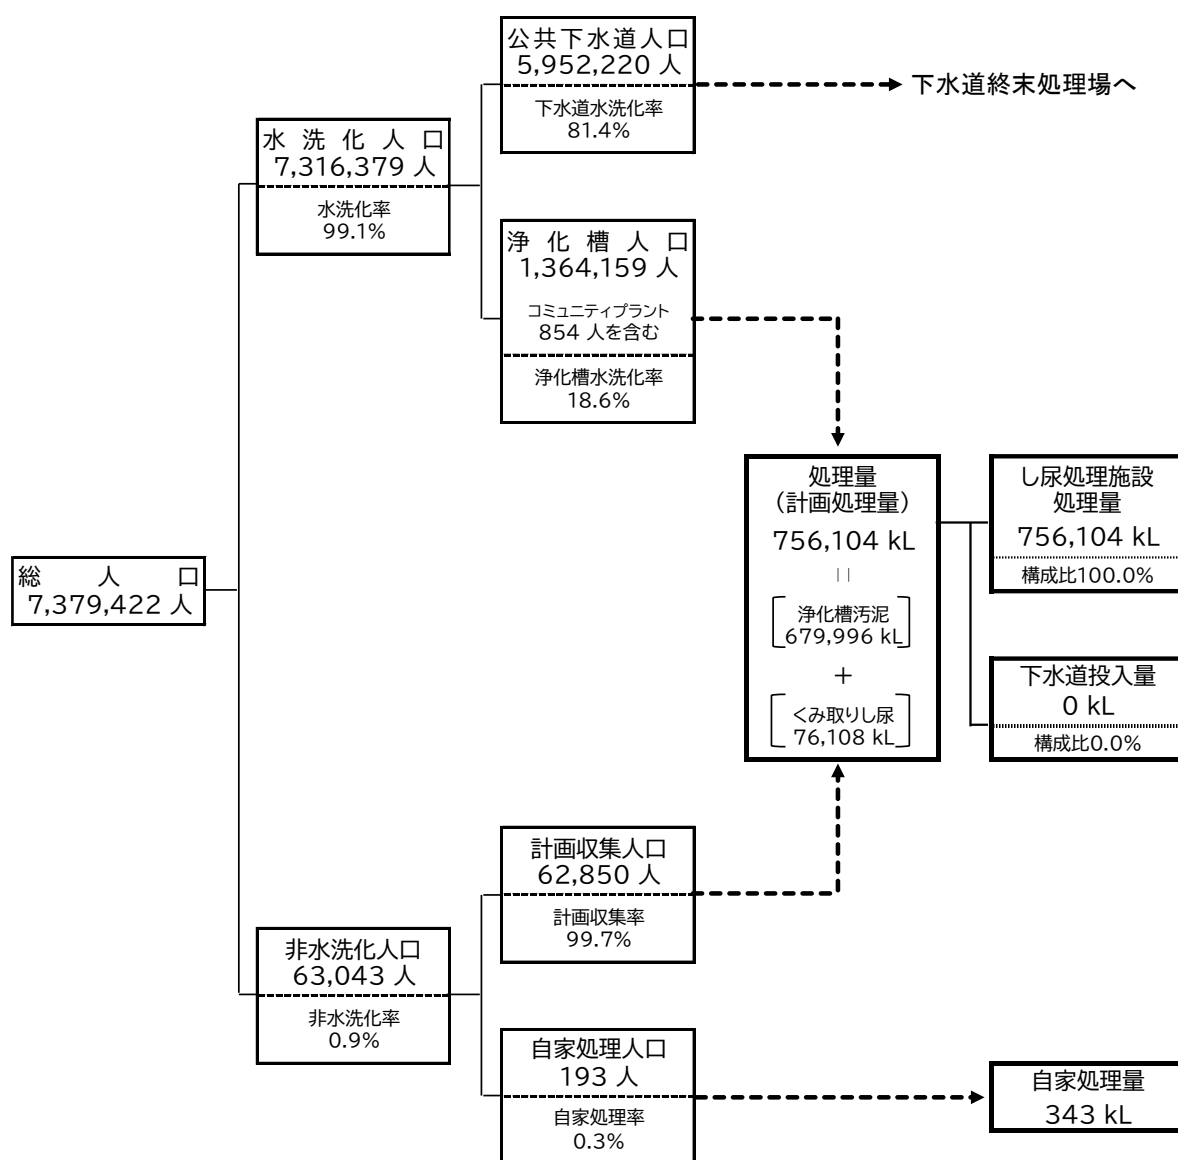 総人口
7,379,422 人
水洗化人口
7,316,379 人
水洗化率
99.1%
公共下水道人口
5,952,220 人
下水道水洗化率
81.4%
下水道終末処理場へ
浄化槽人口
1,364,159 人
コミュニティプラント
854 人を含む
浄化槽水洗化率
18.6%
処理量
（計画処理量）
756,104 kL
||
浄化槽汚泥
679,996 kL
+
くみ取りし尿
76,108 kL
し尿処理施設
処理量
756,104 kL
構成比100.0%
下水道投入量
0 kL
構成比0.0%
非水洗化人口
63,043 人
非水洗化率
0.9%
計画収集人口
62,850 人
計画収集率
99.7%
自家処理人口
193 人
自家処理率
0.3%
自家処理量
343 kL